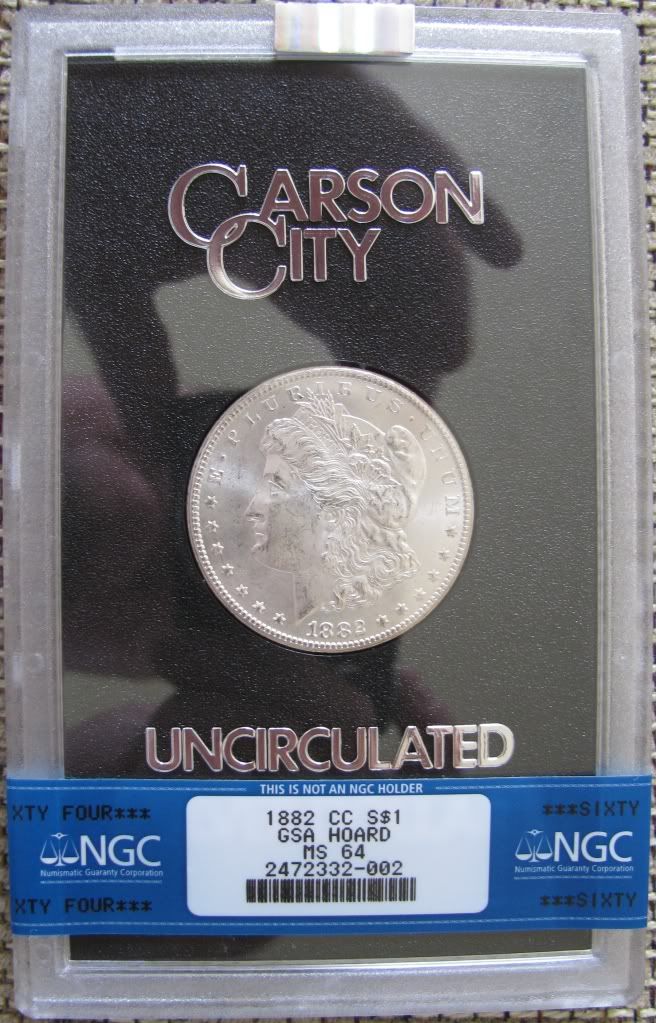 CARSON
CITY
E · PLURIBUS · UNUM
1882
UNCIRCULATED
THIS IS NOT AN NGC HOLDER
XTY FOUR***
NGC
Numismatic Guaranty Corporation
XTY FOUR***
1882 CC S$1
GSA HOARD
MS 64
2472332-002
***SIXTY
NGC
Numismatic Guaranty Corporation
***SIXTY